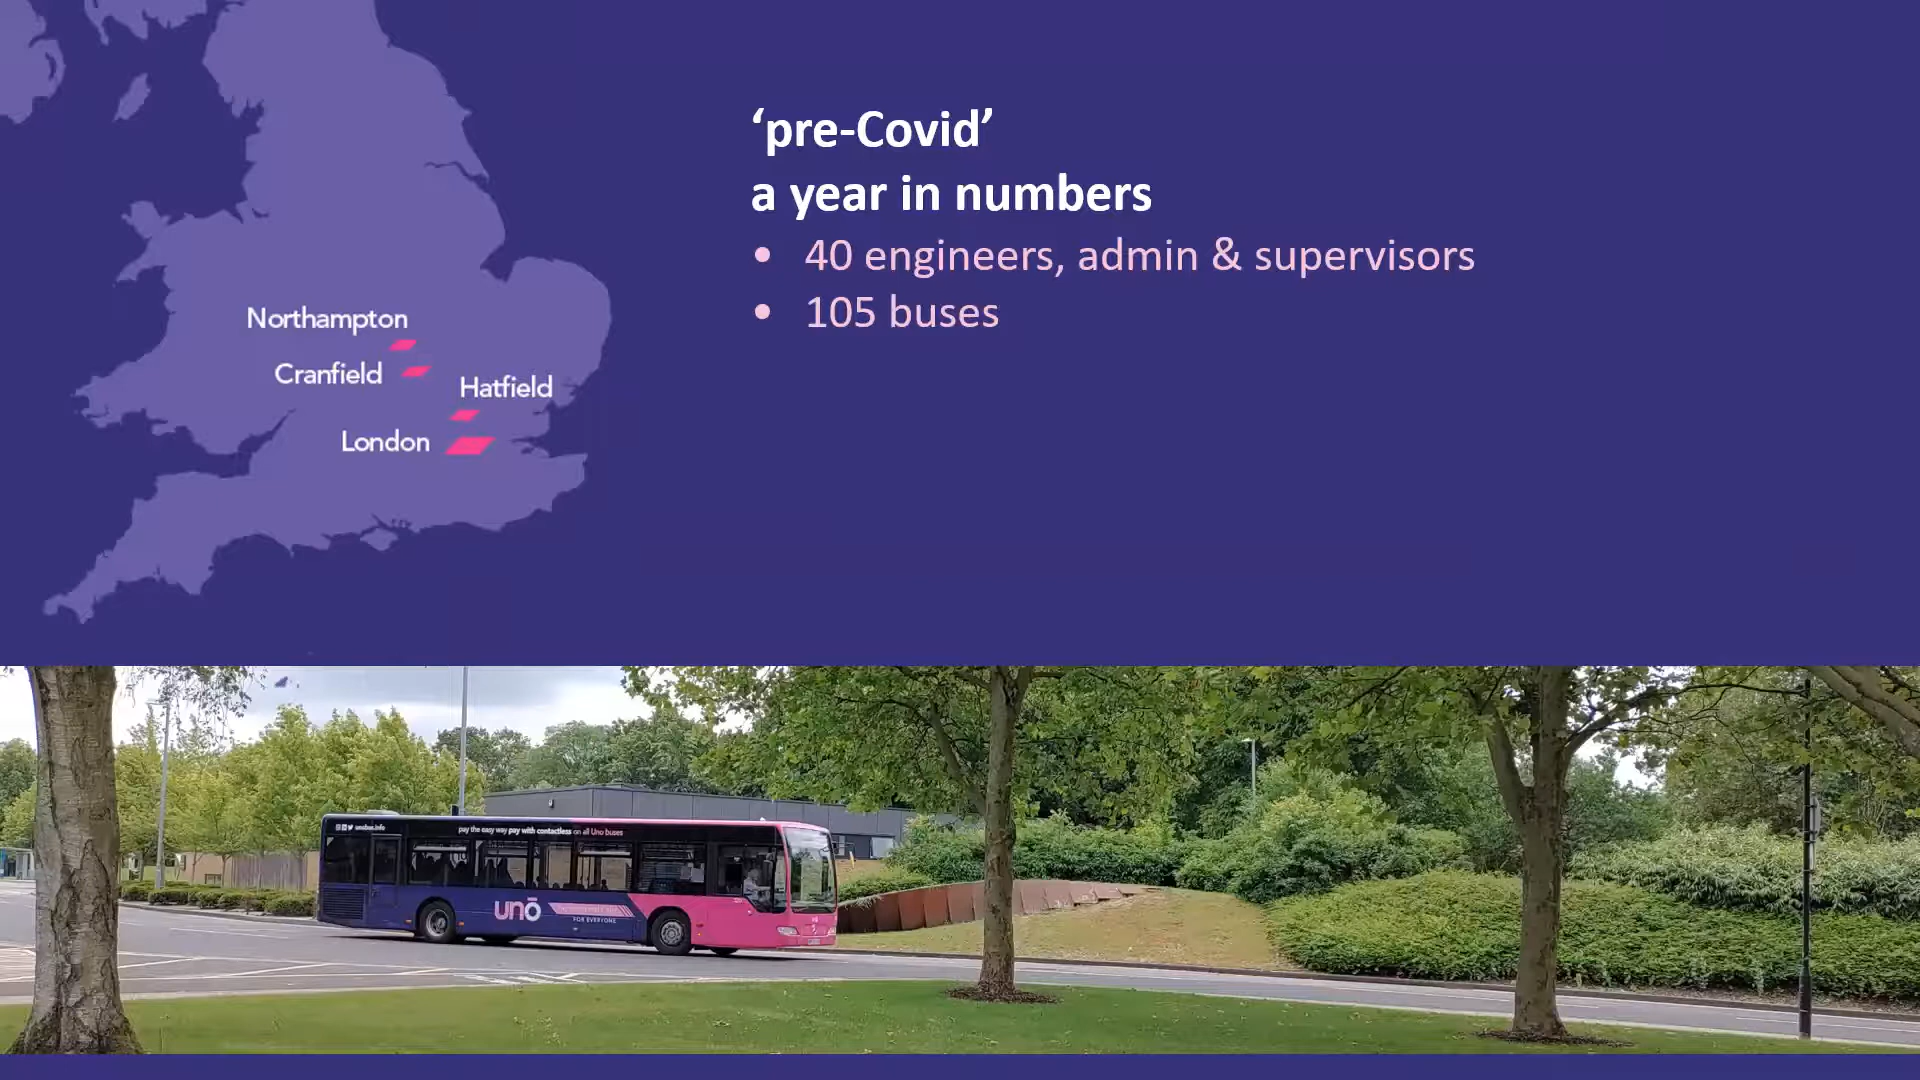 ‘pre-Covid’
a year in numbers
• 40 engineers, admin & supervisors
• 105 buses
Northampton
Cranfield
Hatfield
London
unobus.info
pay the easy way pay with contactless on all Uno buses
unō
FOR EVERYONE